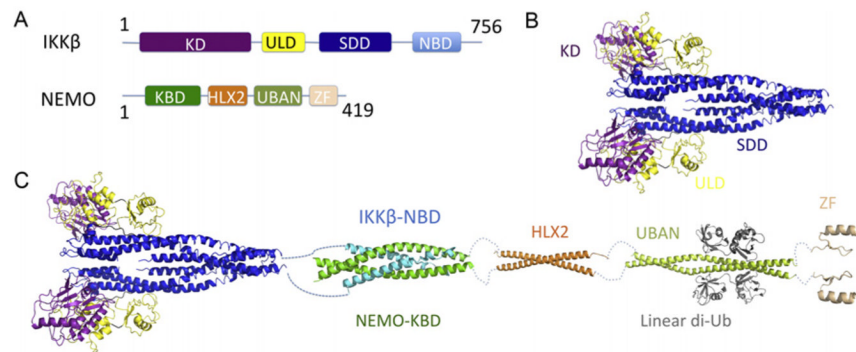 A
1
756
IKKβ
KD
ULD
SDD
NBD
NEMO
KBD
HLX2
UBAN
ZF
1
419
B
KD
SDD
ULD
C
IKKβ-NBD
HLX2
UBAN
ZF
NEMO-KBD
Linear di-Ub